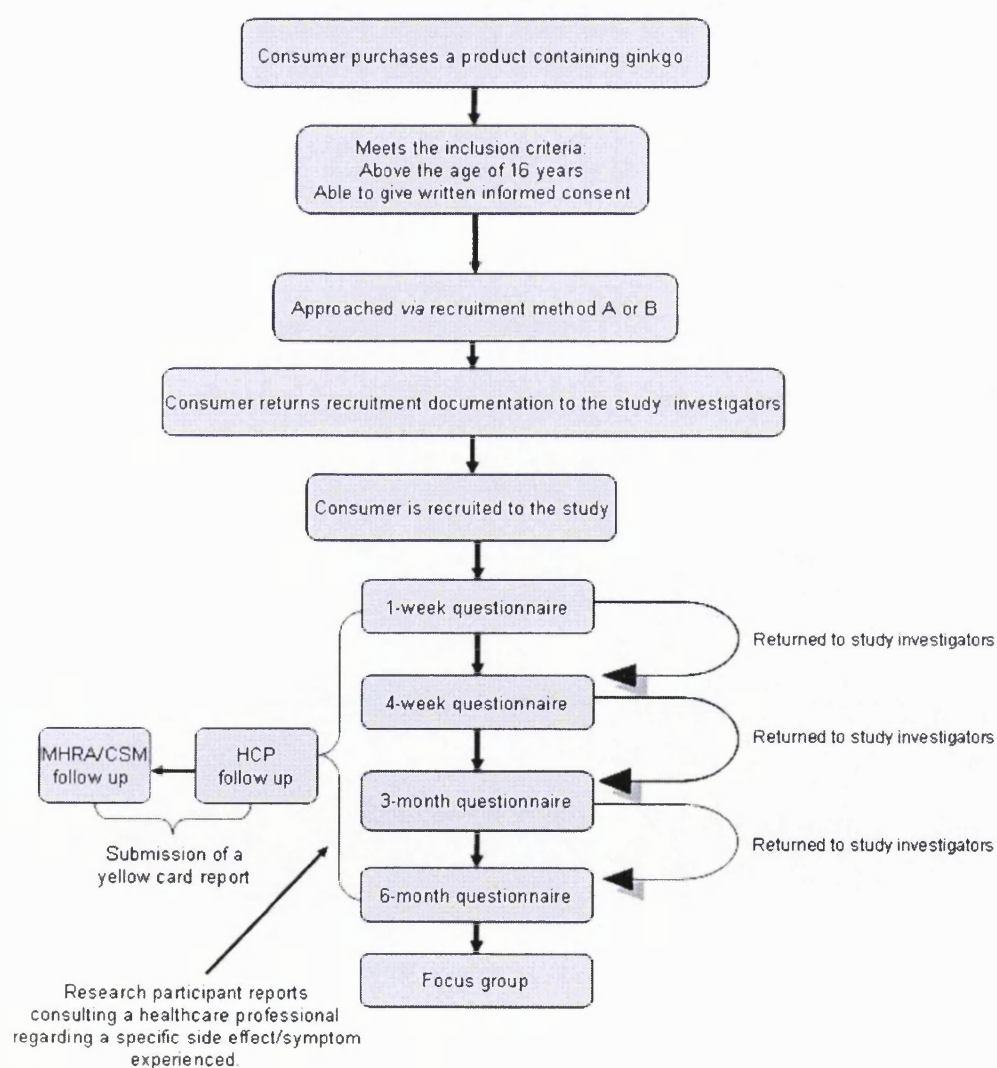 Consumer purchases a product containing ginkgo
Meets the inclusion criteria:
Above the age of 16 years
Able to give written informed consent
Approached via recruitment method A or B
Consumer returns recruitment documentation to the study investigators
Consumer is recruited to the study
1-week questionnaire
Returned to study investigators
4-week questionnaire
Returned to study investigators
MHRA/CSM
follow up
HCP
follow up
3-month questionnaire
Returned to study investigators
Submission of a
yellow card report
6-month questionnaire
Focus group
Research participant reports
consulting a healthcare professional
regarding a specific side effect/symptom
experienced.